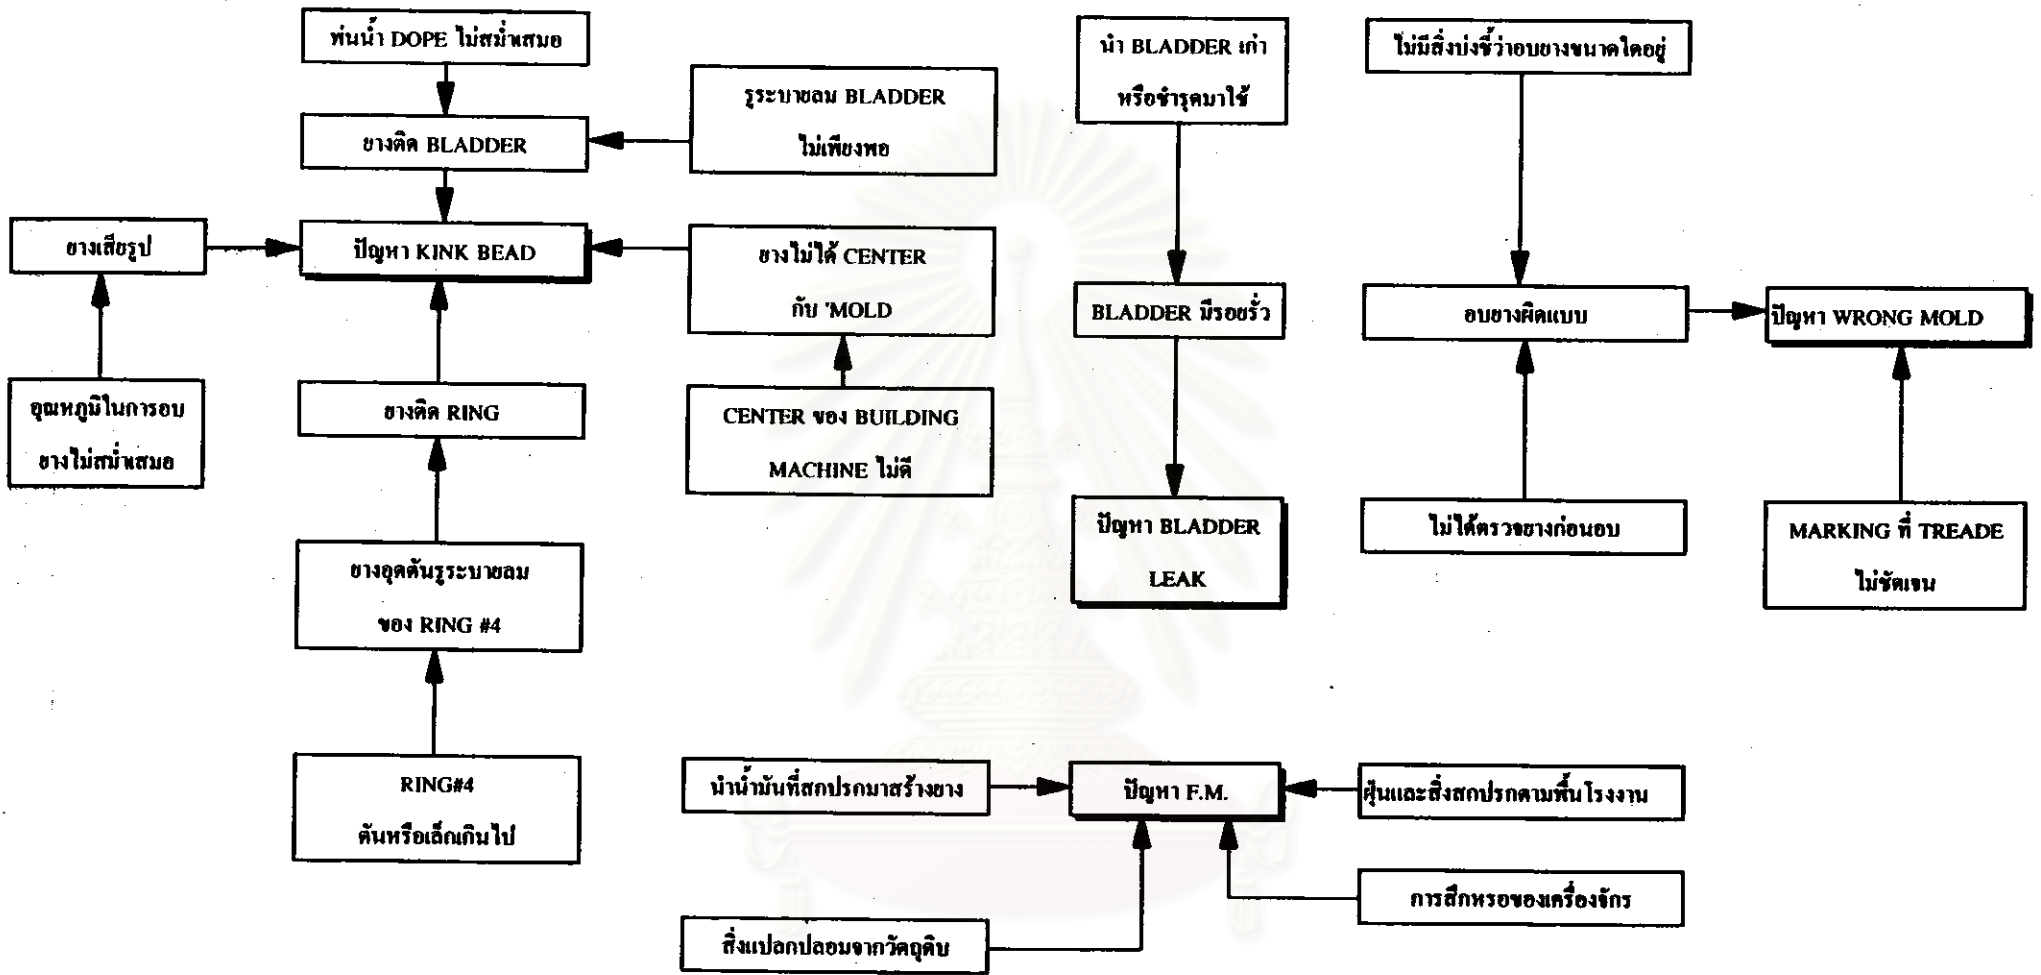 พ่นน้ำ DOPE ไม่สม่ำเสมอ
รูระบายลม BLADDER
ไม่เพียงพอ
ยางติด BLADDER
ยางเสียรูป
ปัญหา KINK BEAD
ยางไม่ได้ CENTER
กับ 'MOLD
อุณหภูมิในการอบ
ยางไม่สม่ำเสมอ
ยางติด RING
CENTER ของ BUILDING
MACHINE ไม่ดี
ยางอุดตันรูระบายลม
ของ RING #4
RING#4
ตันหรือเล็กเกินไป
นำ BLADDER เก่า
หรือชำรุดมาใช้
BLADDER มีรอยรั่ว
ปัญหา BLADDER
LEAK
ไม่มีสิ่งบ่งชี้ว่าอบยางขนาดใดอยู่
อบยางผิดแบบ
ปัญหา WRONG MOLD
ไม่ได้ตรวจยางก่อนอบ
MARKING ที่ TREADE
ไม่ชัดเจน
นำน้ำมันที่สกปรกมาสร้างยาง
ปัญหา F.M.
ฝุ่นและสิ่งสกปรกตามพื้นโรงงาน
การสึกหรอของเครื่องจักร
สิ่งแปลกปลอมจากวัตถุดิบ